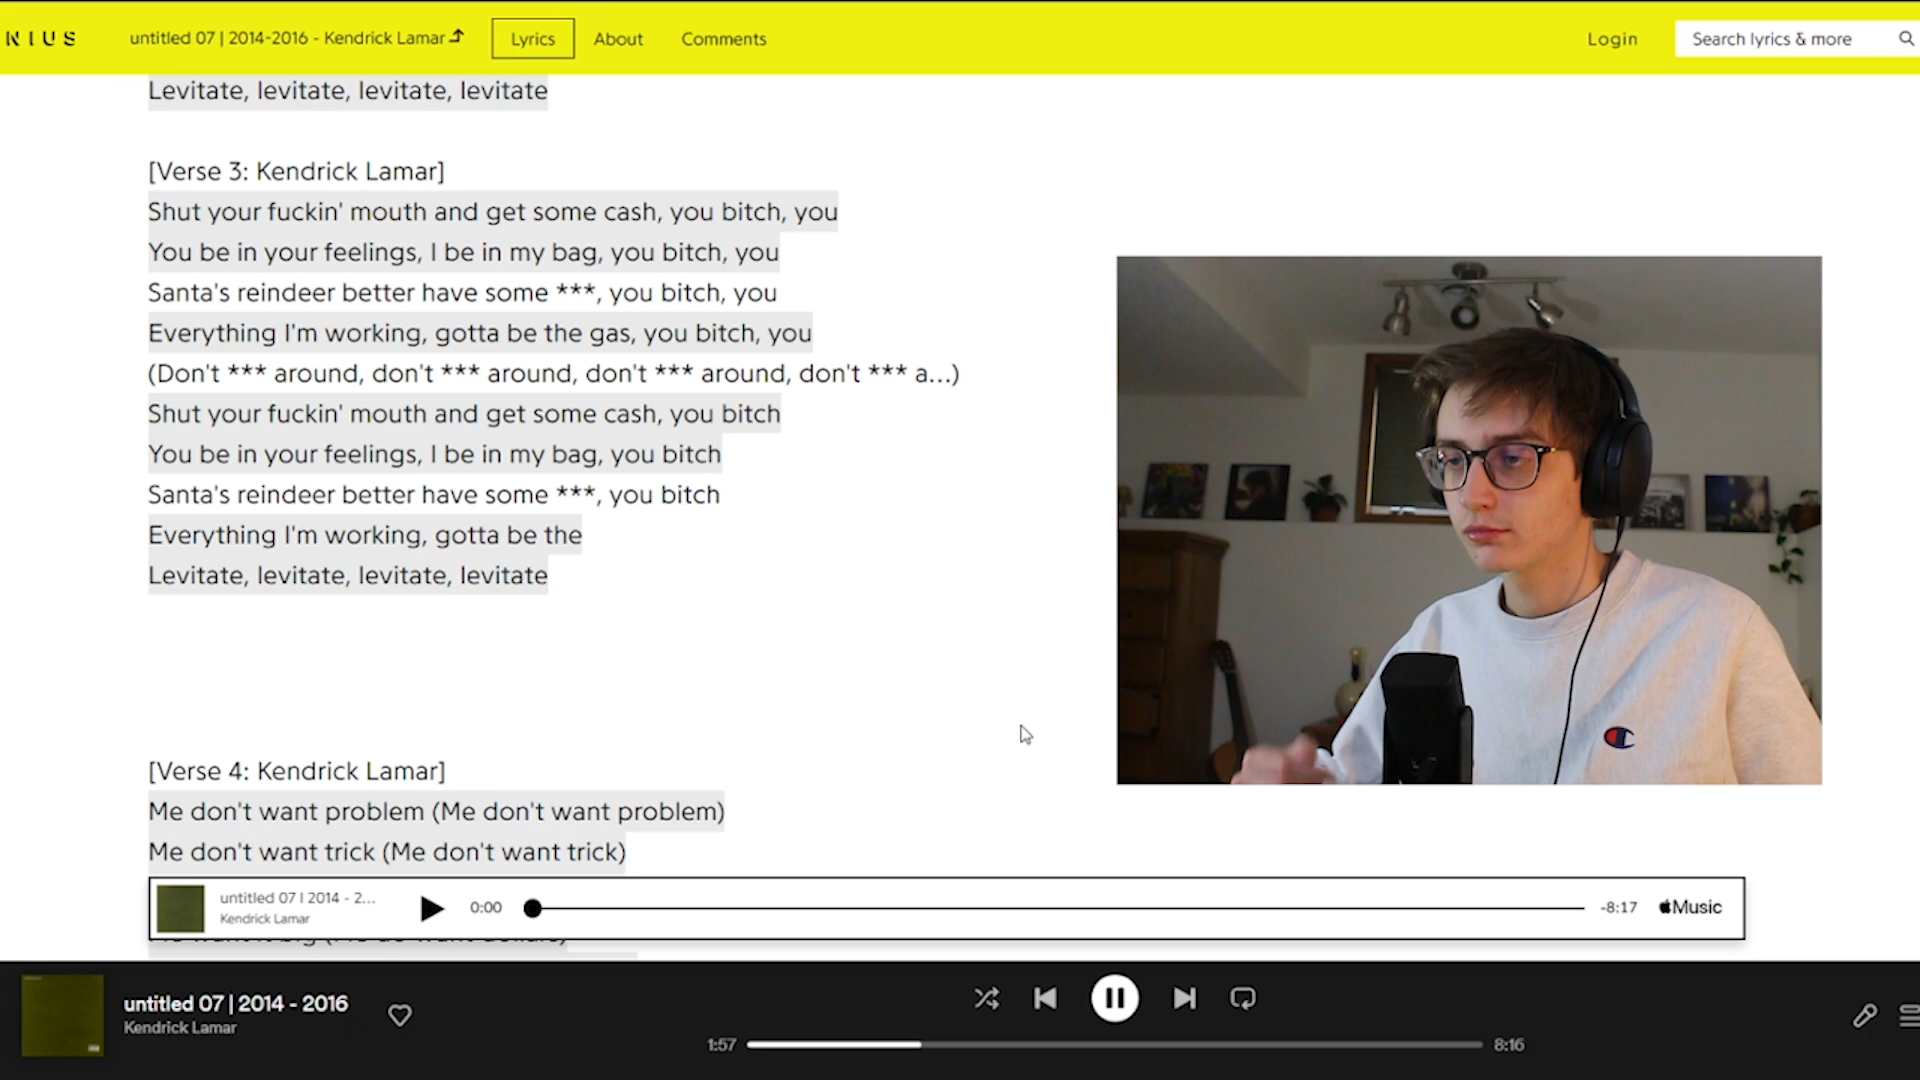 NIUS
untitled 07 | 2014-2016 - Kendrick Lamar
Lyrics
About
Comments
Login
Search lyrics & more
Levitate, levitate, levitate, levitate
[Verse 3: Kendrick Lamar]
Shut your fuckin' mouth and get some cash, you bitch, you
You be in your feelings, I be in my bag, you bitch, you
Santa's reindeer better have some ***, you bitch, you
Everything I'm working, gotta be the gas, you bitch, you
(Don't *** around, don't *** around, don't *** around, don't *** a...)
Shut your fuckin' mouth and get some cash, you bitch
You be in your feelings, I be in my bag, you bitch
Santa's reindeer better have some ***, you bitch
Everything I'm working, gotta be the
Levitate, levitate, levitate, levitate
[Verse 4: Kendrick Lamar]
Me don't want problem (Me don't want problem)
Me don't want trick (Me don't want trick)
untitled 07 | 2014 - 2...
Kendrick Lamar
0:00
-8:17
Music
untitled 07 | 2014 - 2016
Kendrick Lamar
1:57
8:16